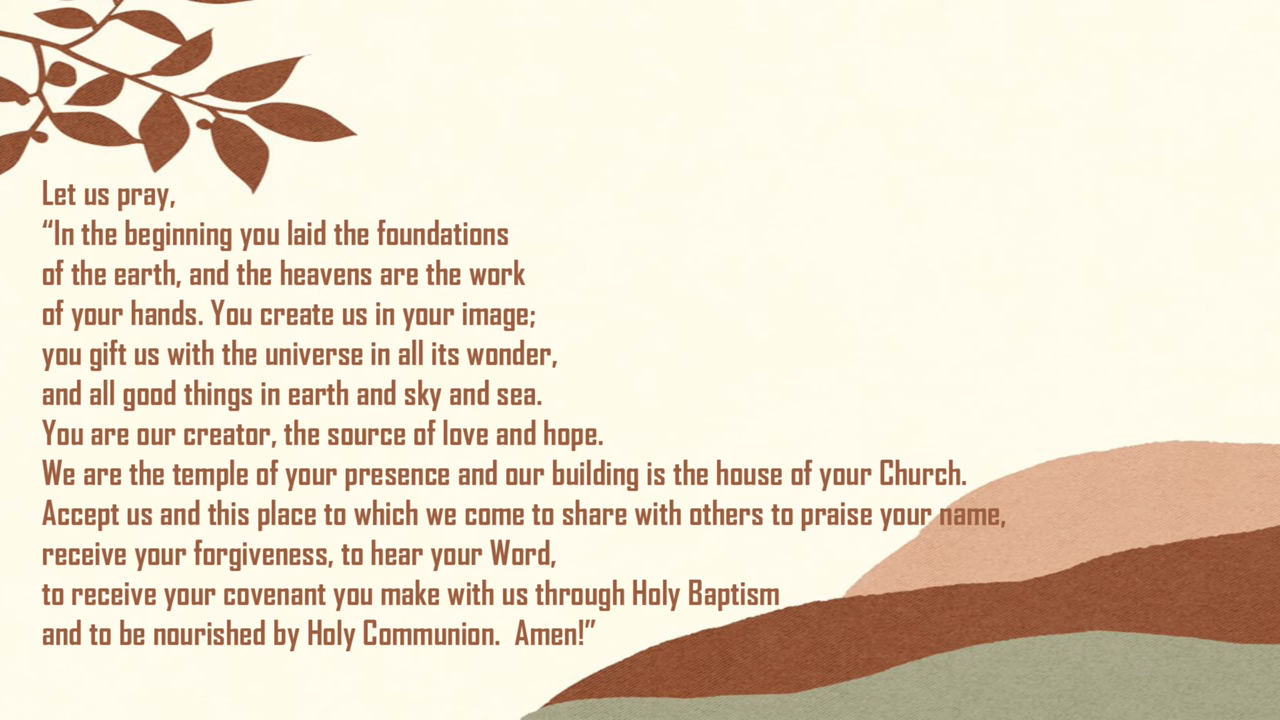 Let us pray,
“In the beginning you laid the foundations
of the earth, and the heavens are the work
of your hands. You create us in your image;
you gift us with the universe in all its wonder,
and all good things in earth and sky and sea.
You are our creator, the source of love and hope.
We are the temple of your presence and our building is the house of your Church.
Accept us and this place to which we come to share with others to praise your name,
receive your forgiveness, to hear your Word,
to receive your covenant you make with us through Holy Baptism
and to be nourished by Holy Communion.  Amen!”